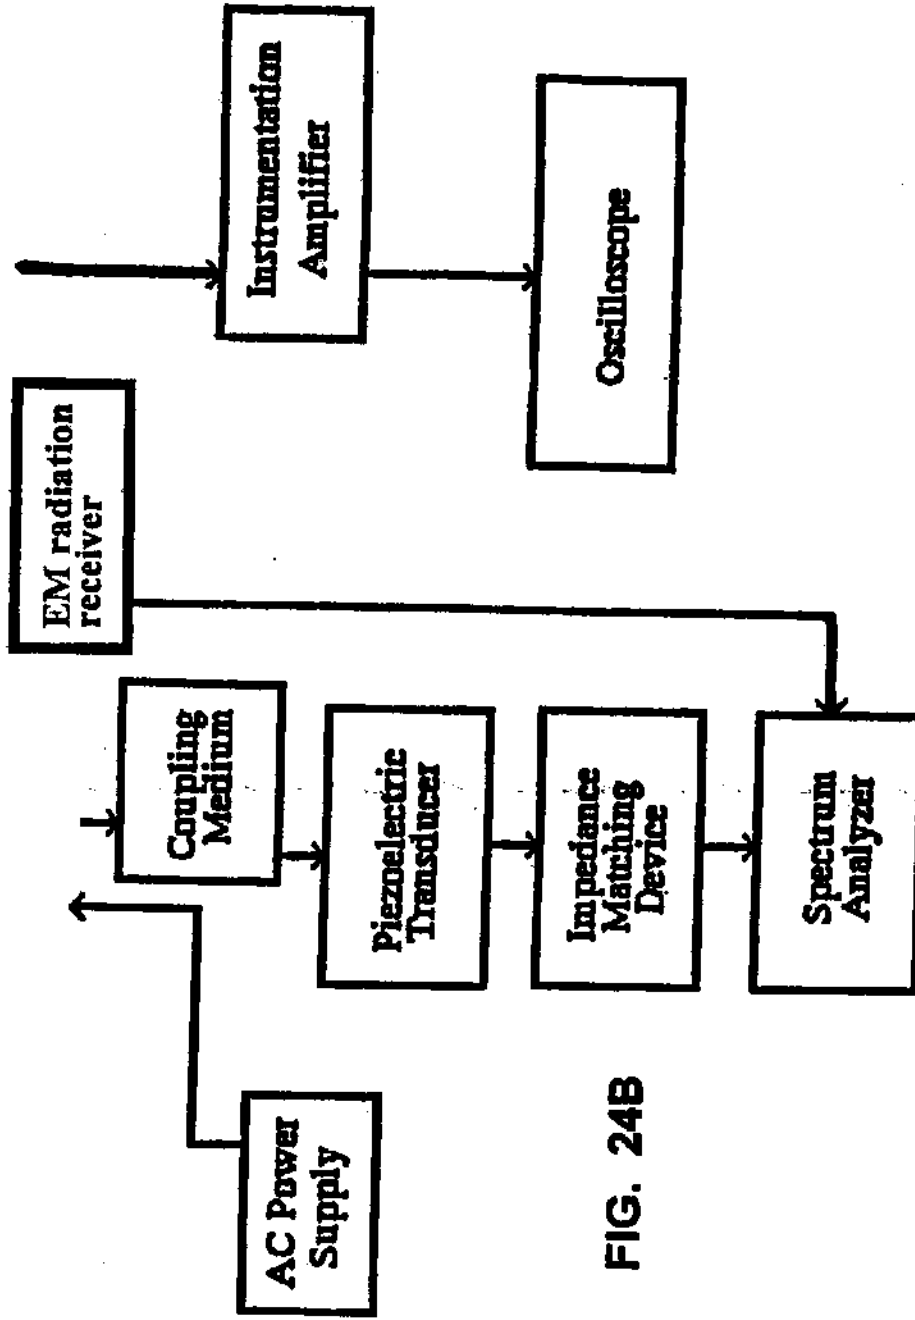 AC Power
Supply
Coupling
Medium
EM radiation
receiver
Instrumentation
Amplifier
Piezoelectric
Transducer
Impedance
Matching
Device
Oscilloscope
Spectrum
Analyzer
FIG. 24B